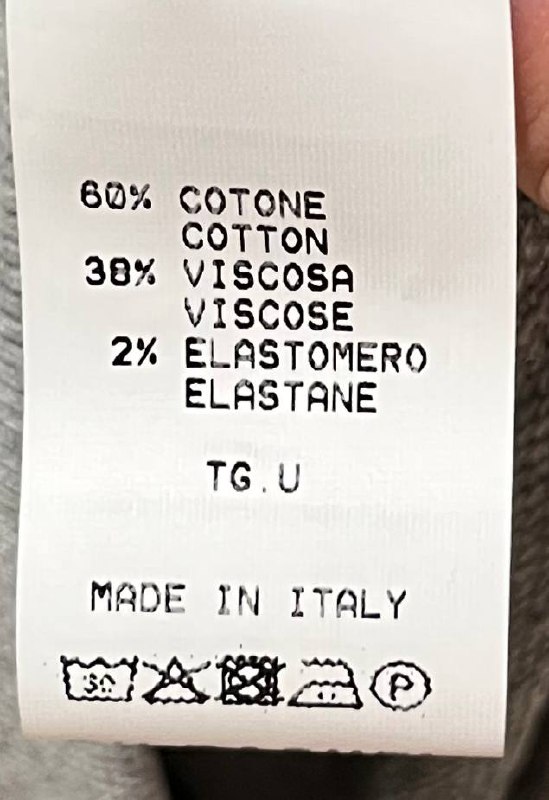 60% COTONE
COTTON
38% VISCOSA
VISCOSE
2% ELASTOMERO
ELASTANE
TG.U
MADE IN ITALY
30 P